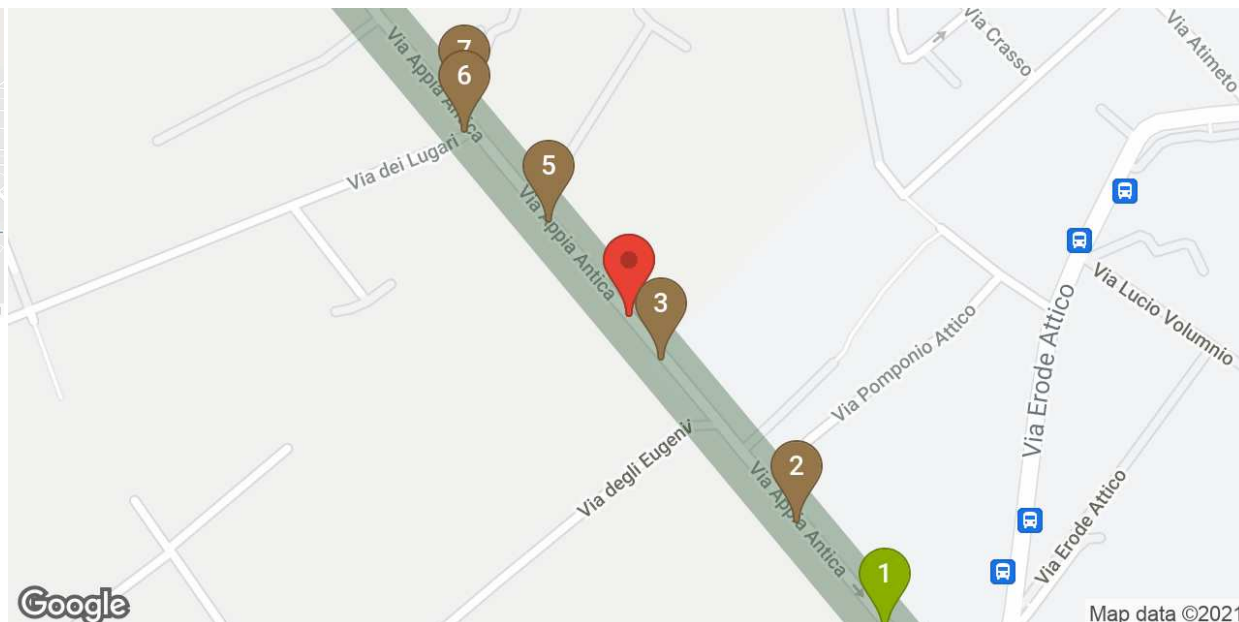 Via Appia Antica
7
6
Via dei Lugari
5
Via Appia Antica
3
Via degli Eugenii
Via Pomponio Attico
2
Via Appia Antica
1
Via Crasso
Via Atimeto
Via Lucio Volumnio
Via Erode Attico
Via Erode Attico
Google
Map data ©2021